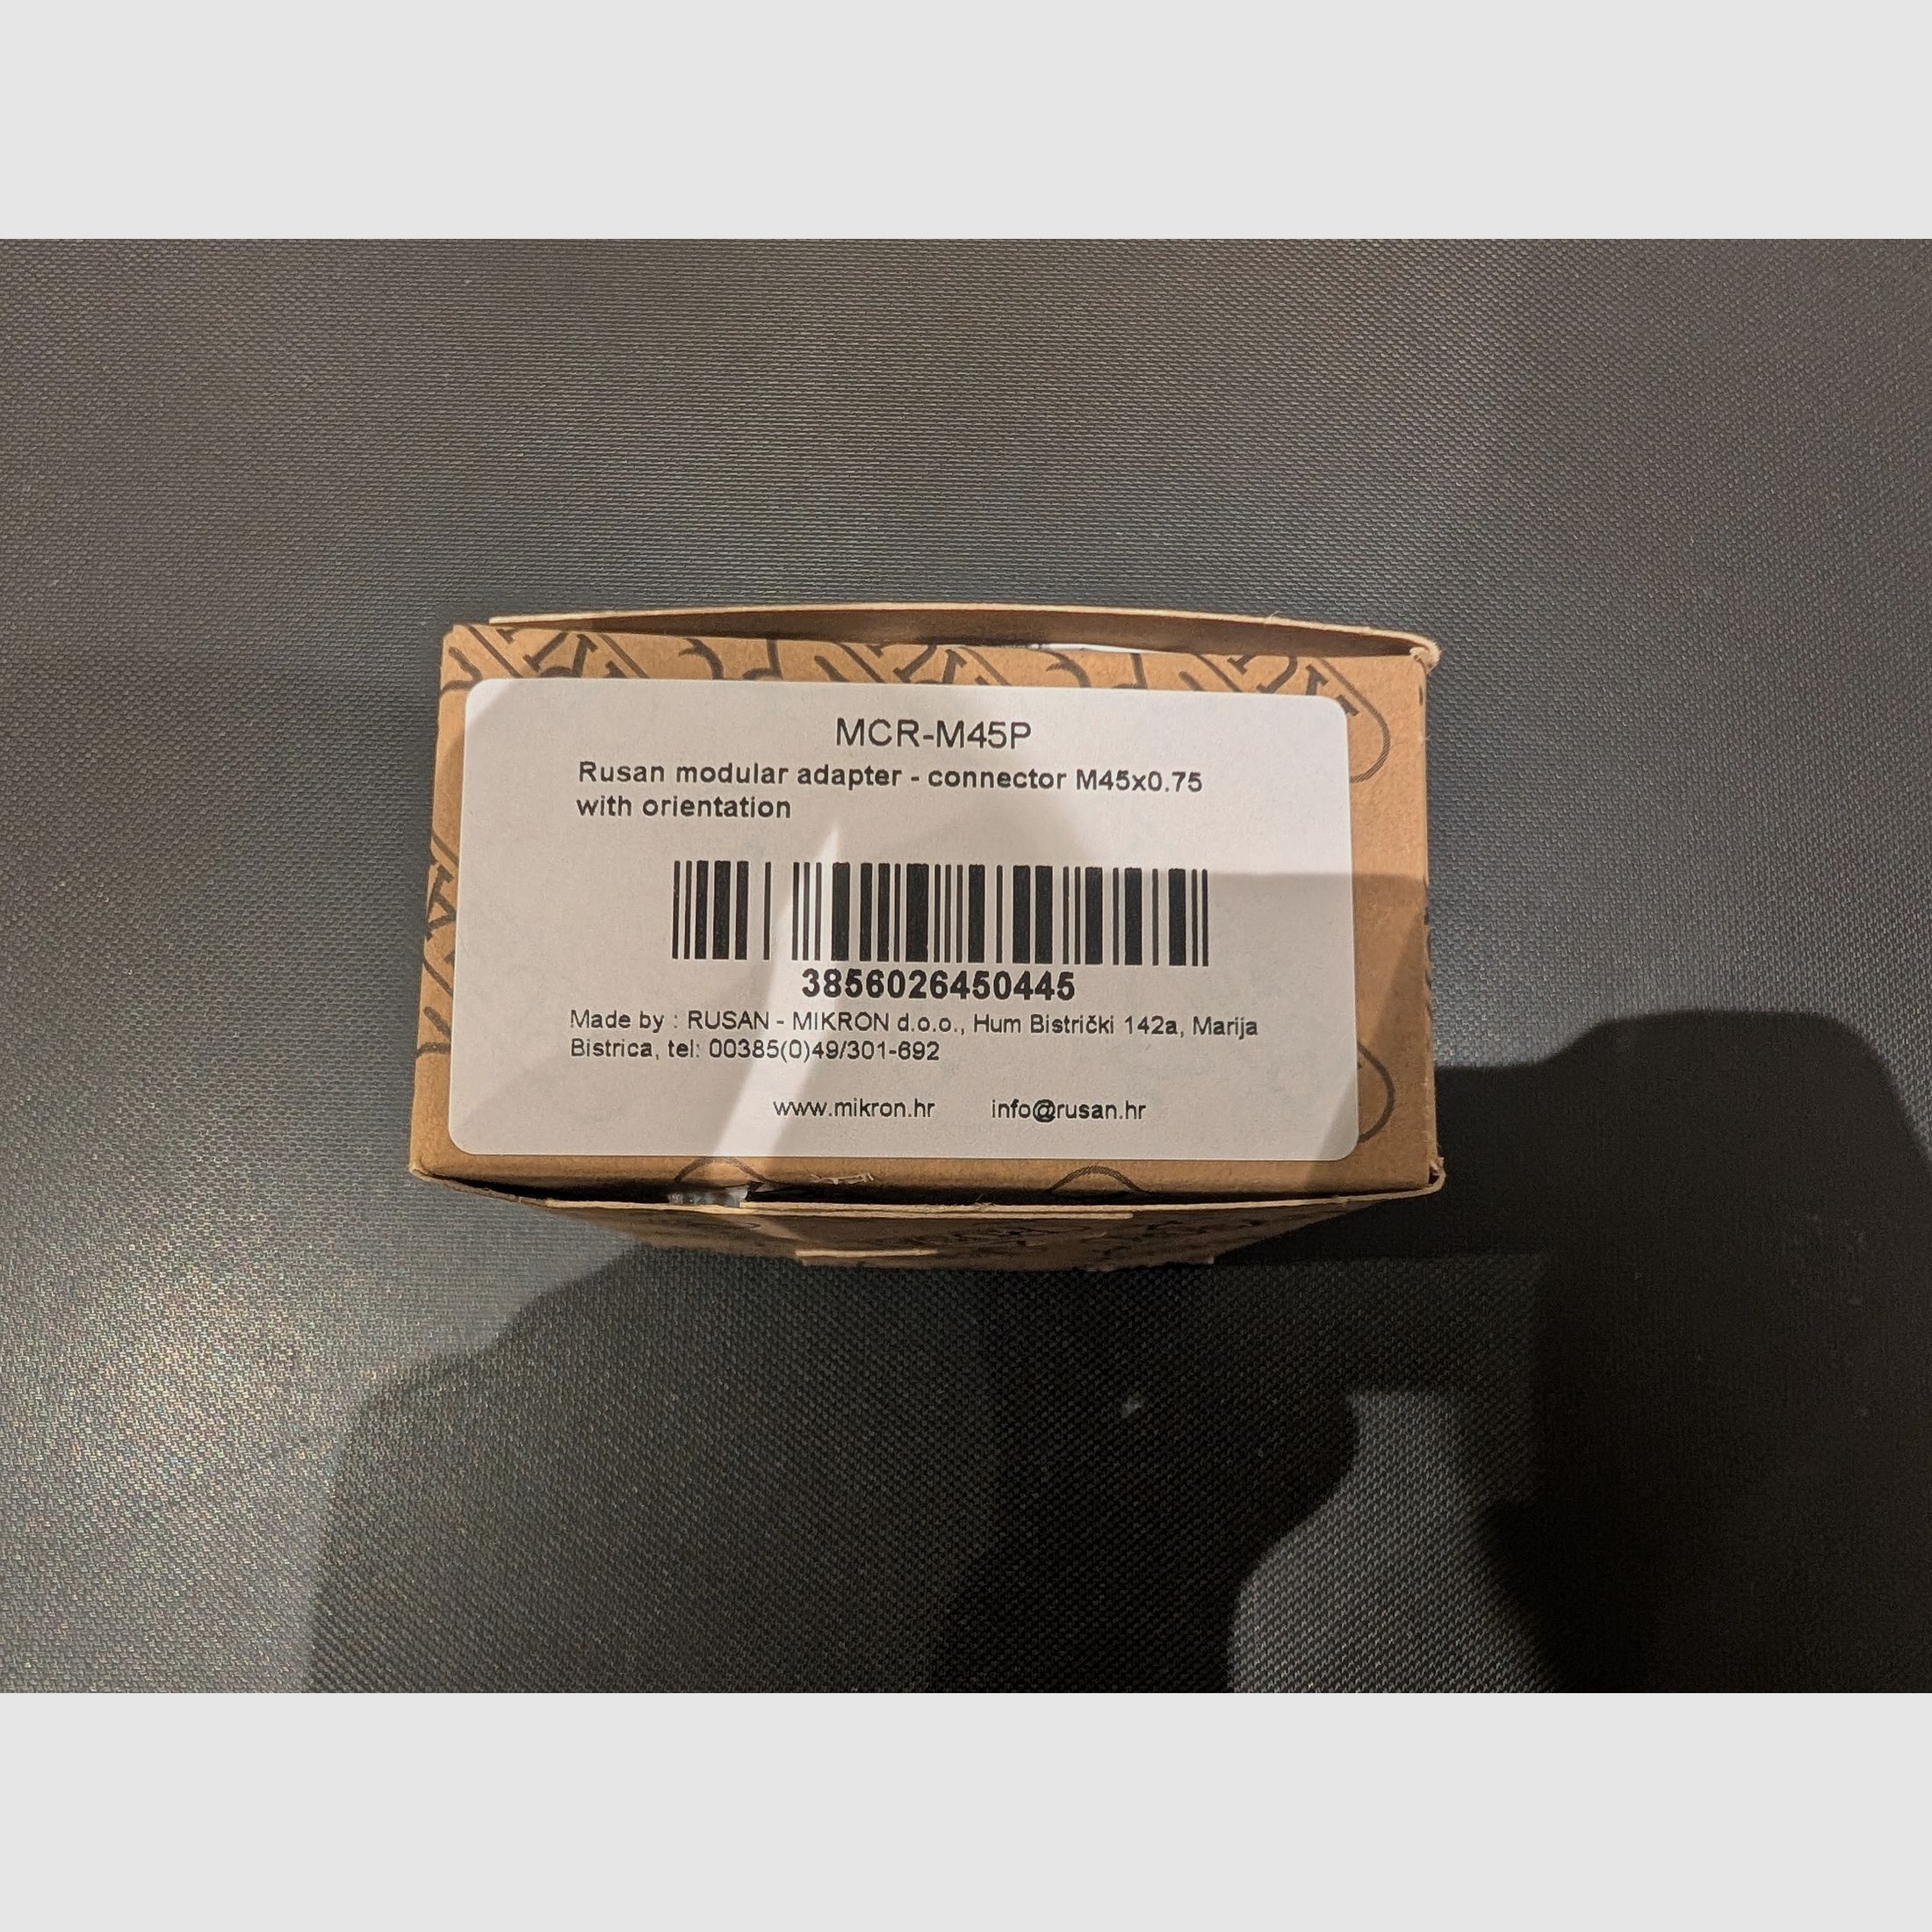 MCR-M45P
Rusan modular adapter - connector M45x0.75
with orientation
3856026450445
Made by : RUSAN - MIKRON d.o.o., Hum Bistrički 142a, Marija
Bistrica, tel: 00385(0)49/301-692
www.mikron.hr info@rusan.hr